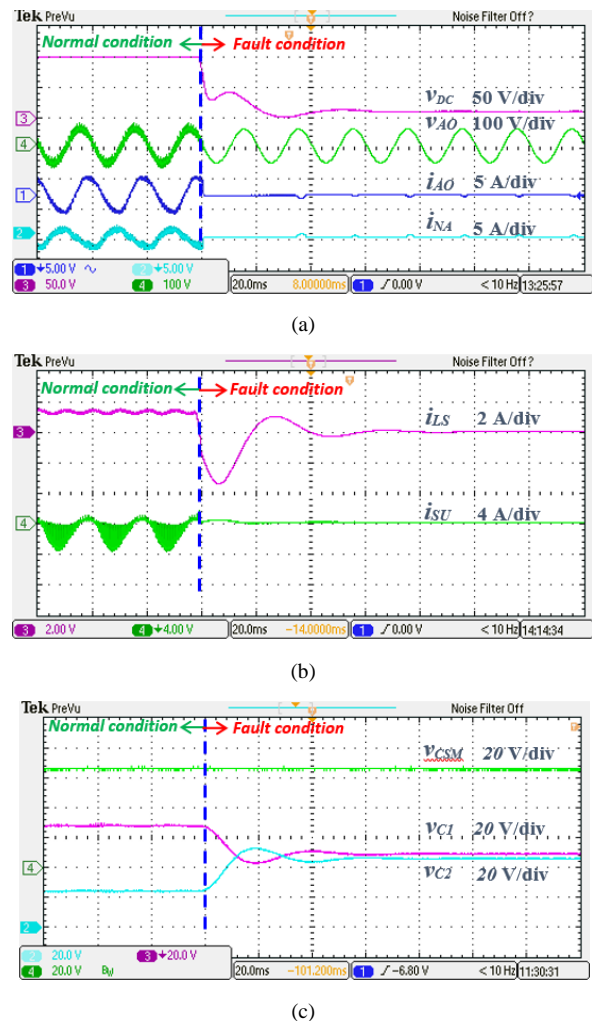 Tek PreVu Noise Filter Off?
Normal condition Fault condition
3
vDC 50 V/div
4
vAO 100 V/div
1
iAO 5 A/div
iNA 5 A/div
2
1 5.00 V 2 5.00 V
3 50.0 V 4 100 V
20.0ms 8.00000ms 1 0.00 V < 10 Hz 13:25:57
(a)
Tek PreVu Noise Filter Off?
Normal condition Fault condition
3
iLS 2 A/div
4
iSU 4 A/div
3 2.00 V 4 4.00 V 20.0ms -14.0000ms 1 0.00 V < 10 Hz 14:14:34
(b)
Tek PreVu Noise Filter Off
Normal condition Fault condition
vCSM 20 V/div
vC1 20 V/div
4
vC2 20 V/div
2
2 20.0 V 3 20.0 V
4 20.0 V BW 20.0ms -101.200ms 1 -6.80 V < 10 Hz 11:30:31
(c)